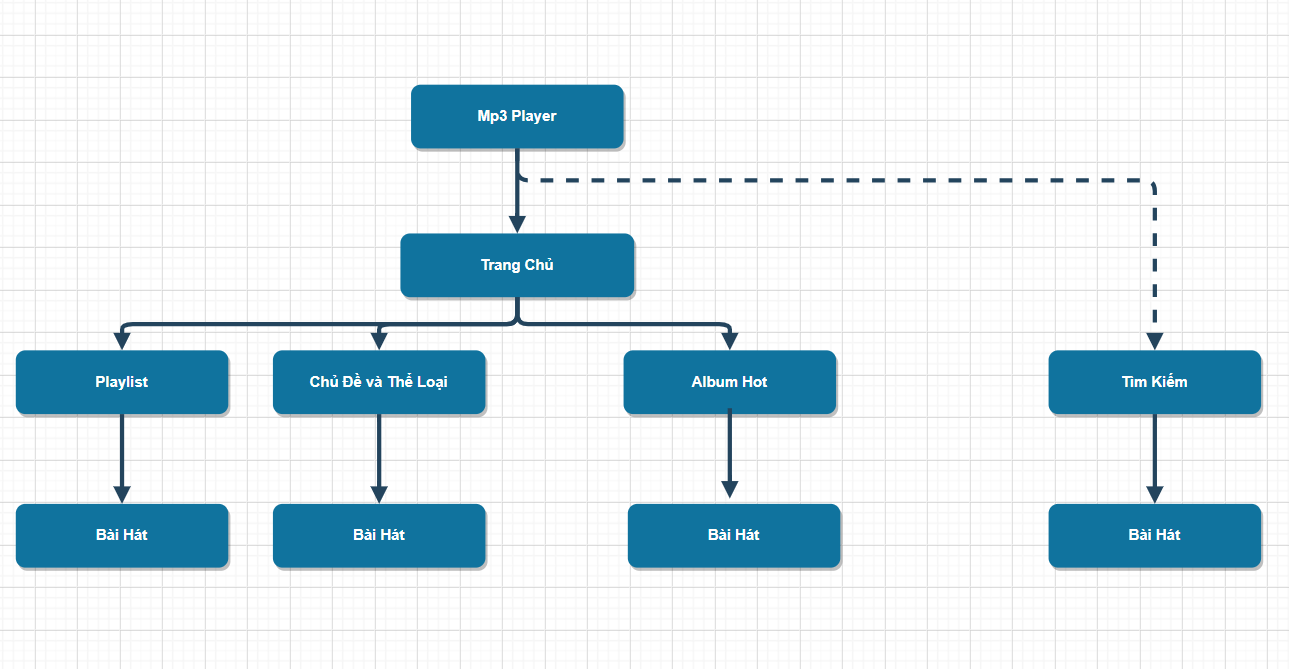 Mp3 Player
Trang Chủ
Playlist
Chủ Đề và Thể Loại
Album Hot
Tìm Kiếm
Bài Hát
Bài Hát
Bài Hát
Bài Hát